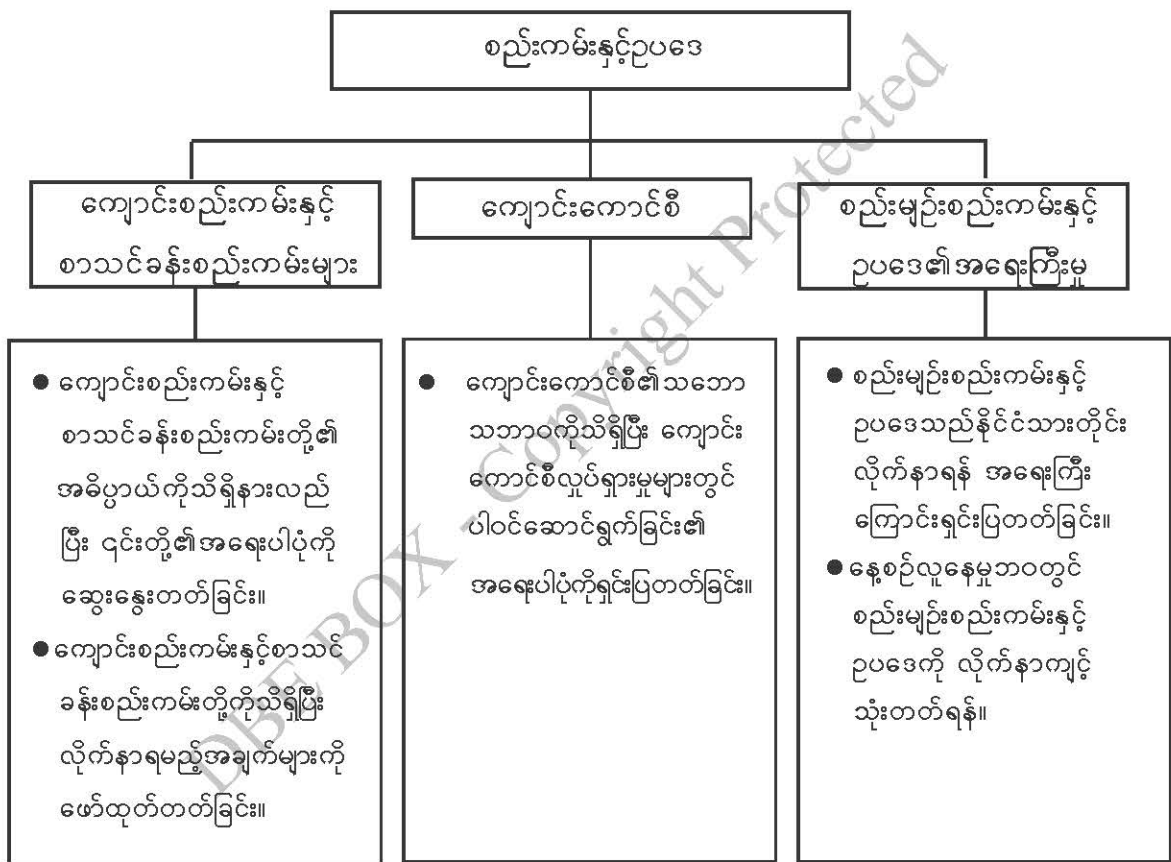 စည်းကမ်းနှင့်ဥပဒေ
ကျောင်းစည်းကမ်းနှင့်
စာသင်ခန်းစည်းကမ်းများ
ကျောင်းကောင်စီ
စည်းမျဉ်းစည်းကမ်းနှင့်
ဥပဒေ၏အရေးကြီးမှု
● ကျောင်းစည်းကမ်းနှင့်
စာသင်ခန်းစည်းကမ်းတို့၏
အဓိပ္ပာယ်ကိုသိရှိနားလည်
ပြီး ၎င်းတို့၏အရေးပါပုံကို
ဆွေးနွေးတတ်ခြင်း။
● ကျောင်းစည်းကမ်းနှင့်စာသင်
ခန်းစည်းကမ်းတို့ကိုသိရှိပြီး
လိုက်နာရမည့်အချက်များကို
ဖော်ထုတ်တတ်ခြင်း။
● ကျောင်းကောင်စီ၏သဘော
သဘာဝကိုသိရှိပြီး ကျောင်း
ကောင်စီလှုပ်ရှားမှုများတွင်
ပါဝင်ဆောင်ရွက်ခြင်း၏
အရေးပါပုံကိုရှင်းပြတတ်ခြင်း။
● စည်းမျဉ်းစည်းကမ်းနှင့်
ဥပဒေသည်နိုင်ငံသားတိုင်း
လိုက်နာရန် အရေးကြီး
ကြောင်းရှင်းပြတတ်ခြင်း။
● နေ့စဉ်လူနေမှုဘဝတွင်
စည်းမျဉ်းစည်းကမ်းနှင့်
ဥပဒေကို လိုက်နာကျင့်
သုံးတတ်ရန်။
DBE BOX - Copyright Protected